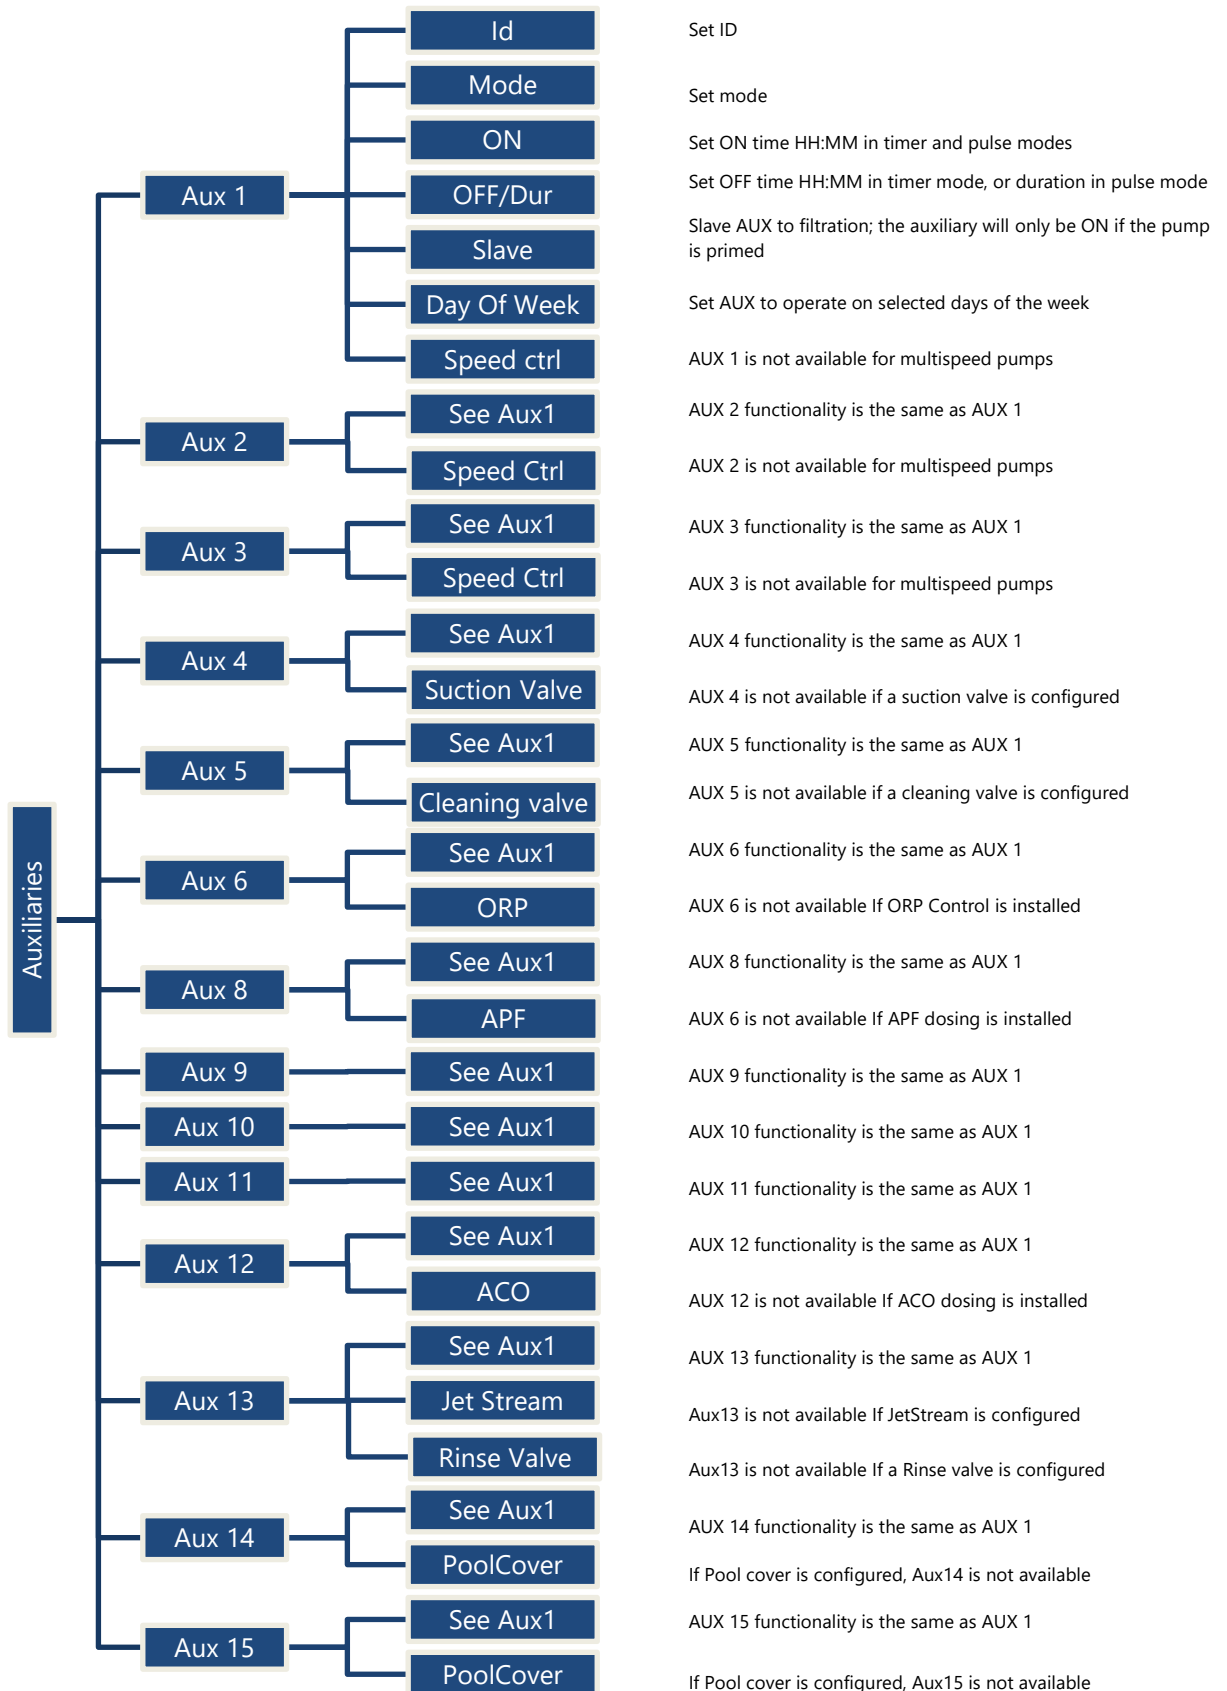 Auxiliaries
Aux 1
Id
Set ID
Mode
Set mode
ON
Set ON time HH:MM in timer and pulse modes
OFF/Dur
Set OFF time HH:MM in timer mode, or duration in pulse mode
Slave
Slave AUX to filtration; the auxiliary will only be ON if the pump
is primed
Day Of Week
Set AUX to operate on selected days of the week
Speed ctrl
AUX 1 is not available for multispeed pumps
Aux 2
See Aux1
AUX 2 functionality is the same as AUX 1
Speed Ctrl
AUX 2 is not available for multispeed pumps
Aux 3
See Aux1
AUX 3 functionality is the same as AUX 1
Speed Ctrl
AUX 3 is not available for multispeed pumps
Aux 4
See Aux1
AUX 4 functionality is the same as AUX 1
Suction Valve
AUX 4 is not available if a suction valve is configured
Aux 5
See Aux1
AUX 5 functionality is the same as AUX 1
Cleaning valve
AUX 5 is not available if a cleaning valve is configured
Aux 6
See Aux1
AUX 6 functionality is the same as AUX 1
ORP
AUX 6 is not available If ORP Control is installed
Aux 8
See Aux1
AUX 8 functionality is the same as AUX 1
APF
AUX 6 is not available If APF dosing is installed
Aux 9
See Aux1
AUX 9 functionality is the same as AUX 1
Aux 10
See Aux1
AUX 10 functionality is the same as AUX 1
Aux 11
See Aux1
AUX 11 functionality is the same as AUX 1
Aux 12
See Aux1
AUX 12 functionality is the same as AUX 1
ACO
AUX 12 is not available If ACO dosing is installed
Aux 13
See Aux1
AUX 13 functionality is the same as AUX 1
Jet Stream
Aux13 is not available If JetStream is configured
Rinse Valve
Aux13 is not available If a Rinse valve is configured
Aux 14
See Aux1
AUX 14 functionality is the same as AUX 1
PoolCover
If Pool cover is configured, Aux14 is not available
Aux 15
See Aux1
AUX 15 functionality is the same as AUX 1
PoolCover
If Pool cover is configured, Aux15 is not available